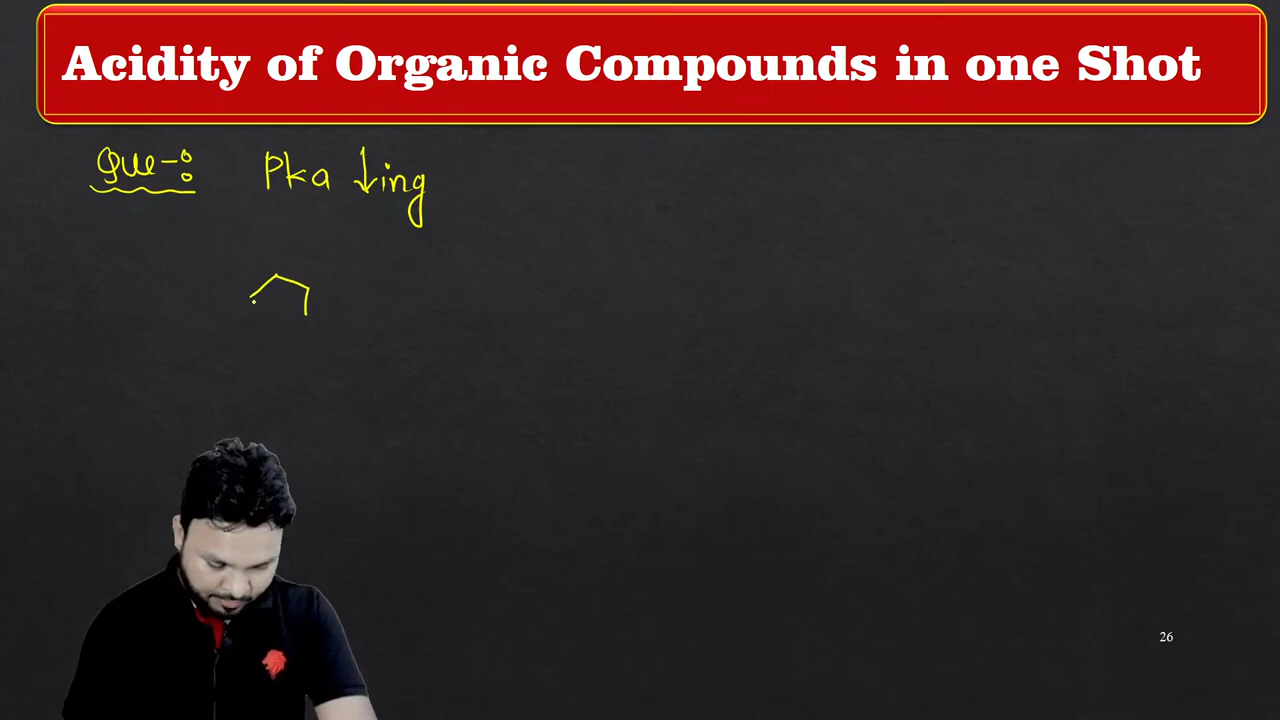 Acidity of Organic Compounds in one Shot
Que-: Pka ↓ing
26